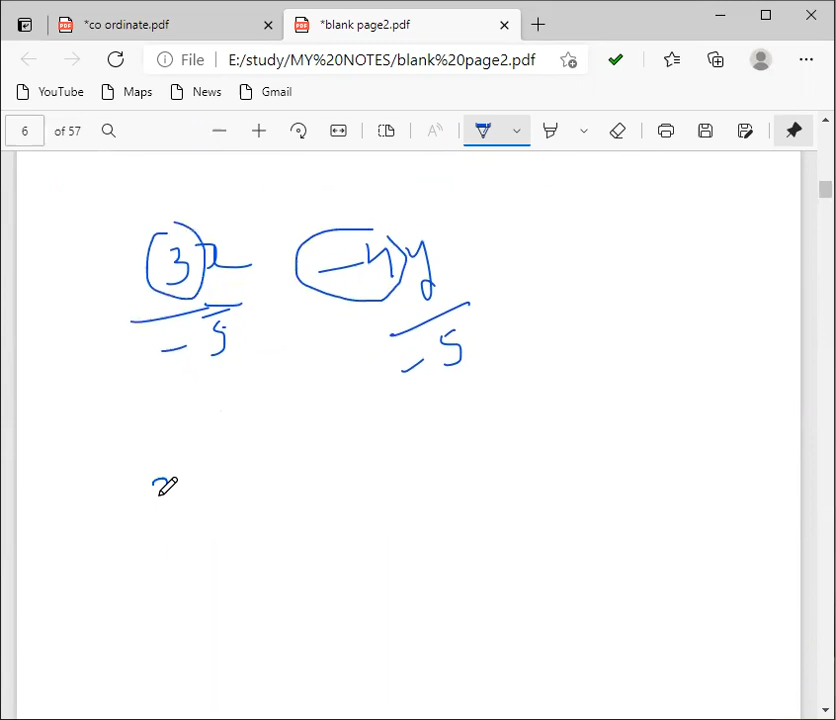 *co ordinate.pdf *blank page2.pdf
File E:/study/MY%20NOTES/blank%20page2.pdf
YouTube Maps News Gmail
6 of 57
3x -4y
-5 -5